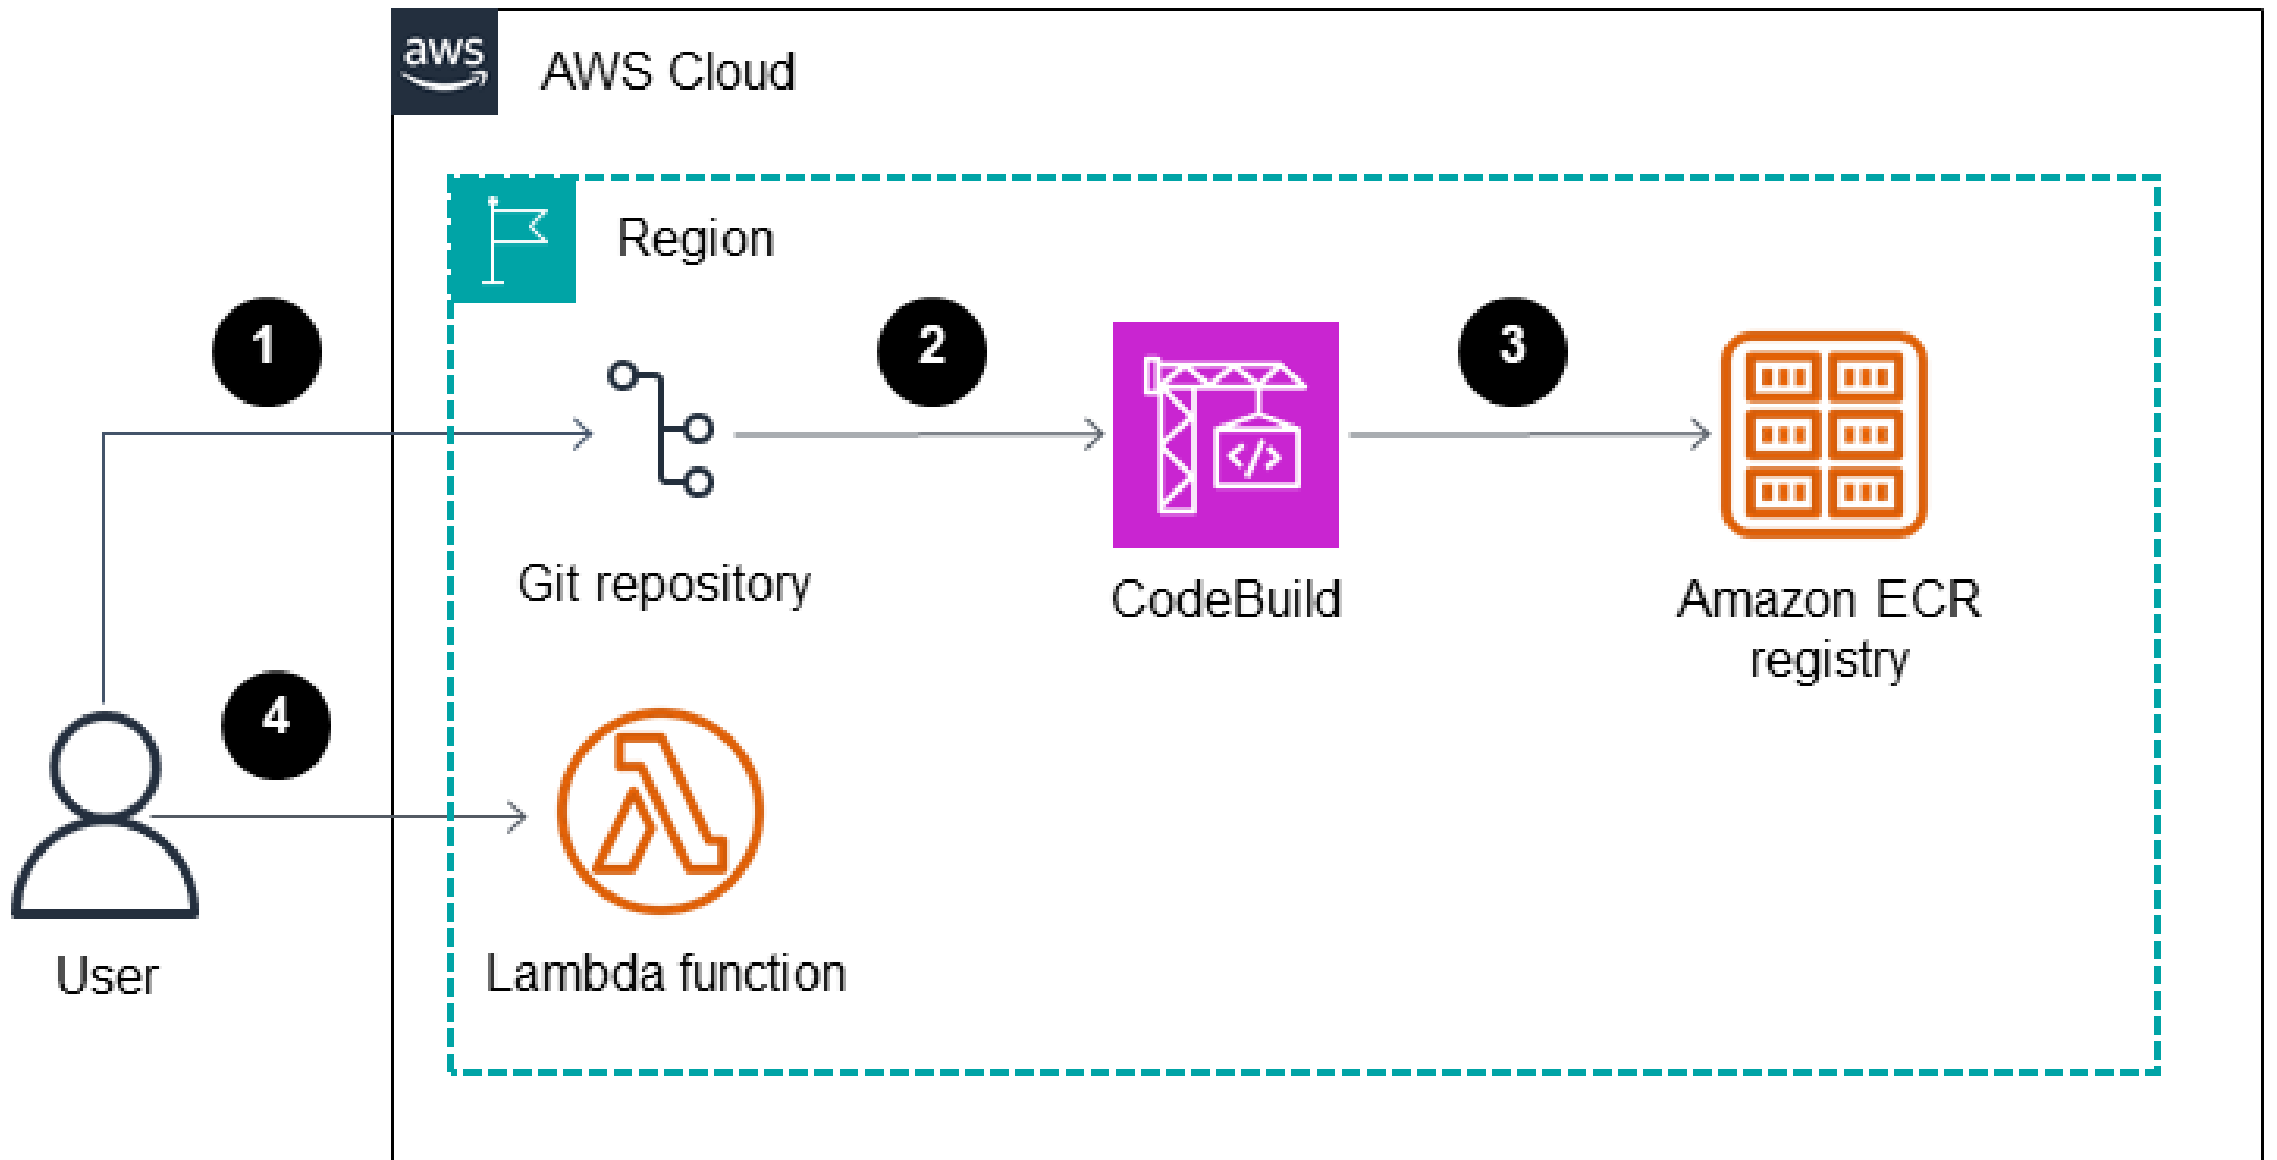 aws
AWS Cloud
Region
1
2
3
</>
Git repository
CodeBuild
Amazon ECR
registry
4
User
Lambda function